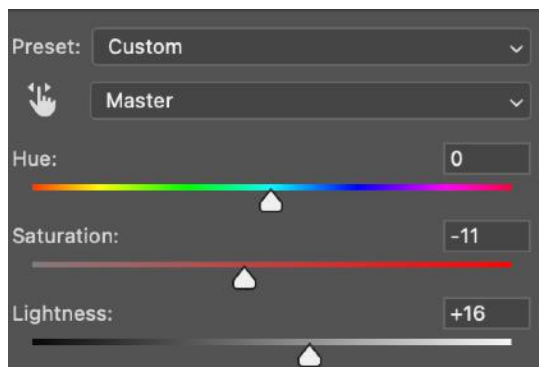 Preset: Custom
Master
Hue: 0
Saturation: -11
Lightness: +16